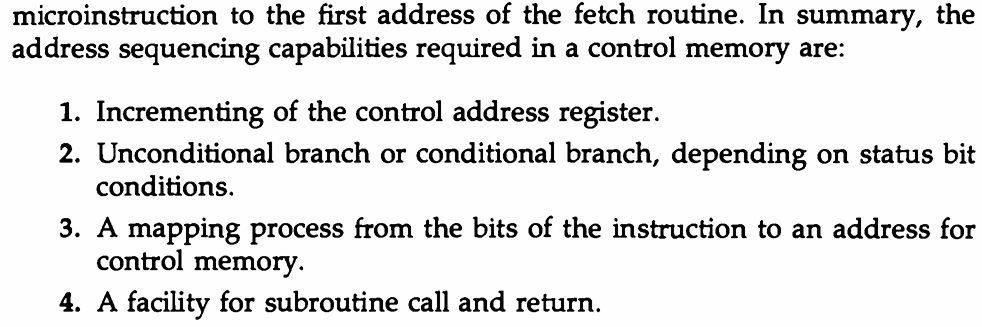 microinstruction to the first address of the fetch routine. In summary, the
address sequencing capabilities required in a control memory are:
1. Incrementing of the control address register.
2. Unconditional branch or conditional branch, depending on status bit
conditions.
3. A mapping process from the bits of the instruction to an address for
control memory.
4. A facility for subroutine call and return.